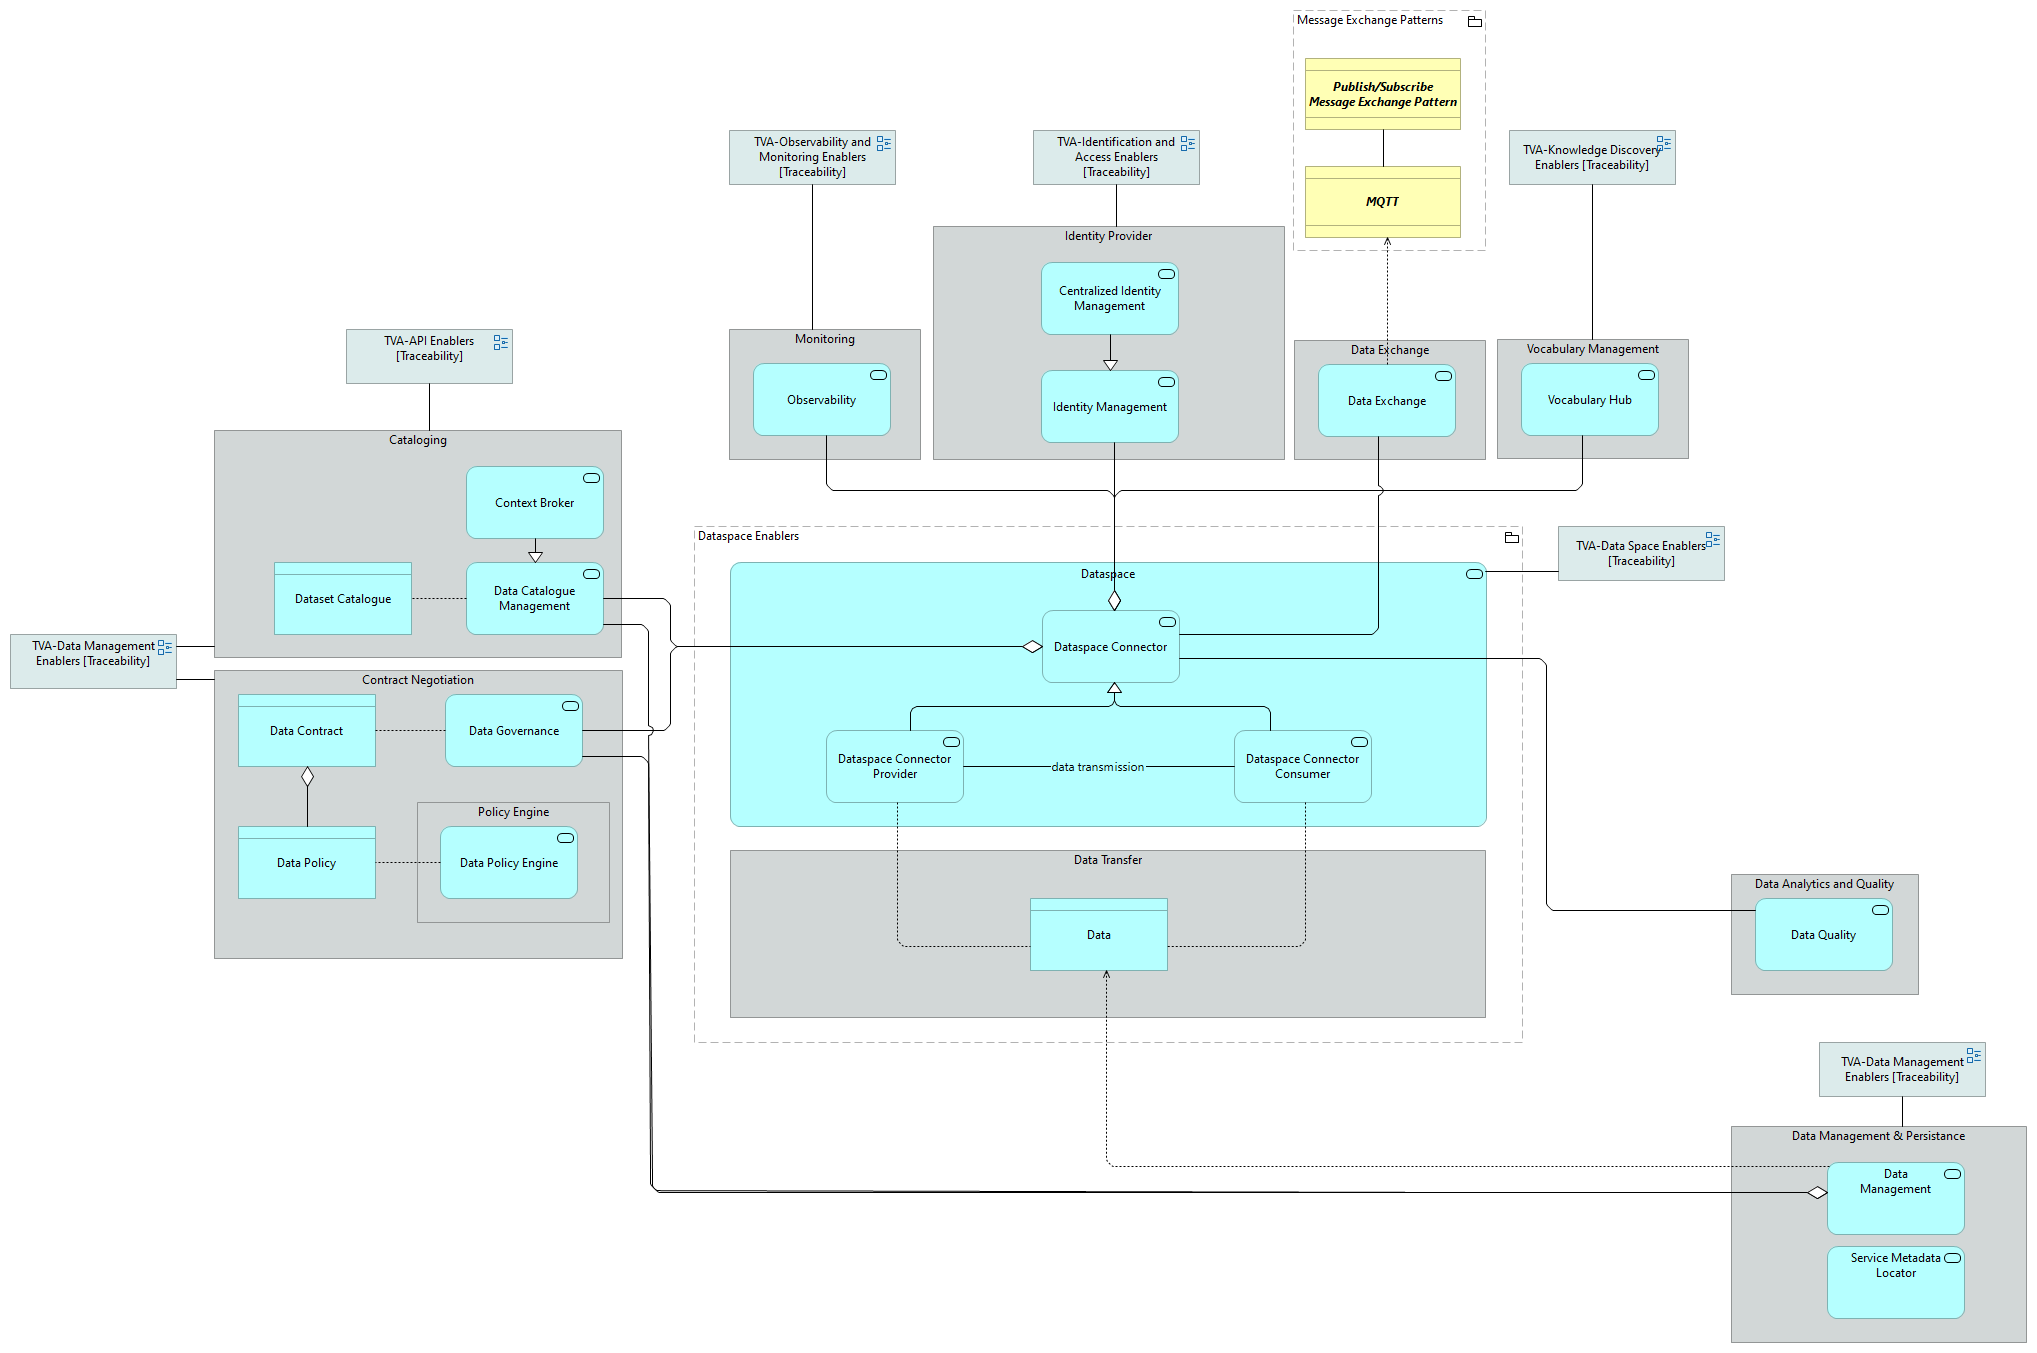 Message Exchange Patterns
Publish/Subscribe
Message Exchange Pattern
MQTT
TVA-Observability and
Monitoring Enablers
[Traceability]
TVA-Identification and
Access Enablers
[Traceability]
TVA-Knowledge Discovery
Enablers [Traceability]
Identity Provider
Centralized Identity
Management
Identity Management
Monitoring
Observability
Data Exchange
Data Exchange
Vocabulary Management
Vocabulary Hub
TVA-API Enablers
[Traceability]
Cataloging
Context Broker
Dataset Catalogue
Data Catalogue
Management
TVA-Data Management
Enablers [Traceability]
Contract Negotiation
Data Contract
Data Governance
Policy Engine
Data Policy
Data Policy Engine
Dataspace Enablers
TVA-Data Space Enablers
[Traceability]
Dataspace
Dataspace Connector
Dataspace Connector
Provider
data transmission
Dataspace Connector
Consumer
Data Transfer
Data
Data Analytics and Quality
Data Quality
TVA-Data Management
Enablers [Traceability]
Data Management & Persistance
Data
Management
Service Metadata
Locator